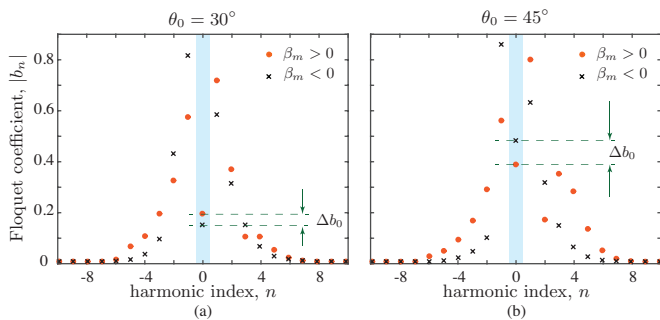 θ₀ = 30°
θ₀ = 45°
Floquet coefficient, |bₙ|
0.8
0.6
0.4
0.2
0
βₘ > 0
βₘ < 0
Δb₀
-8 -4 0 4 8
harmonic index, n
(a)
βₘ > 0
βₘ < 0
Δb₀
-8 -4 0 4 8
harmonic index, n
(b)